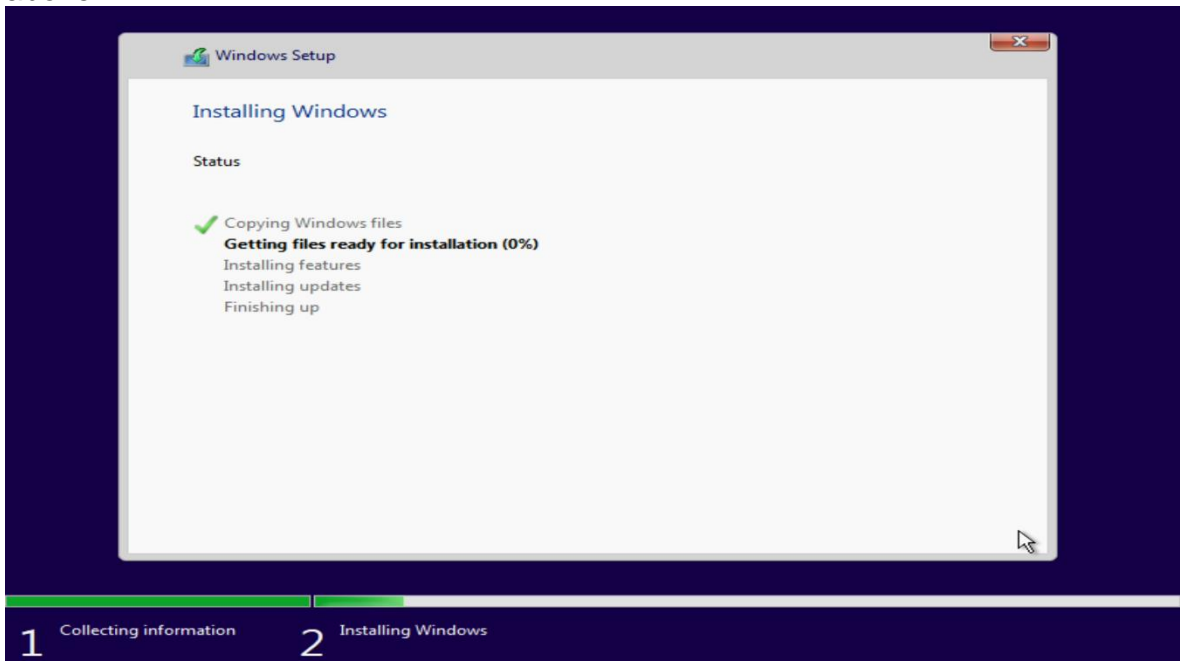 Windows Setup
Installing Windows
Status
Copying Windows files
Getting files ready for installation (0%)
Installing features
Installing updates
Finishing up
1 Collecting information
2 Installing Windows